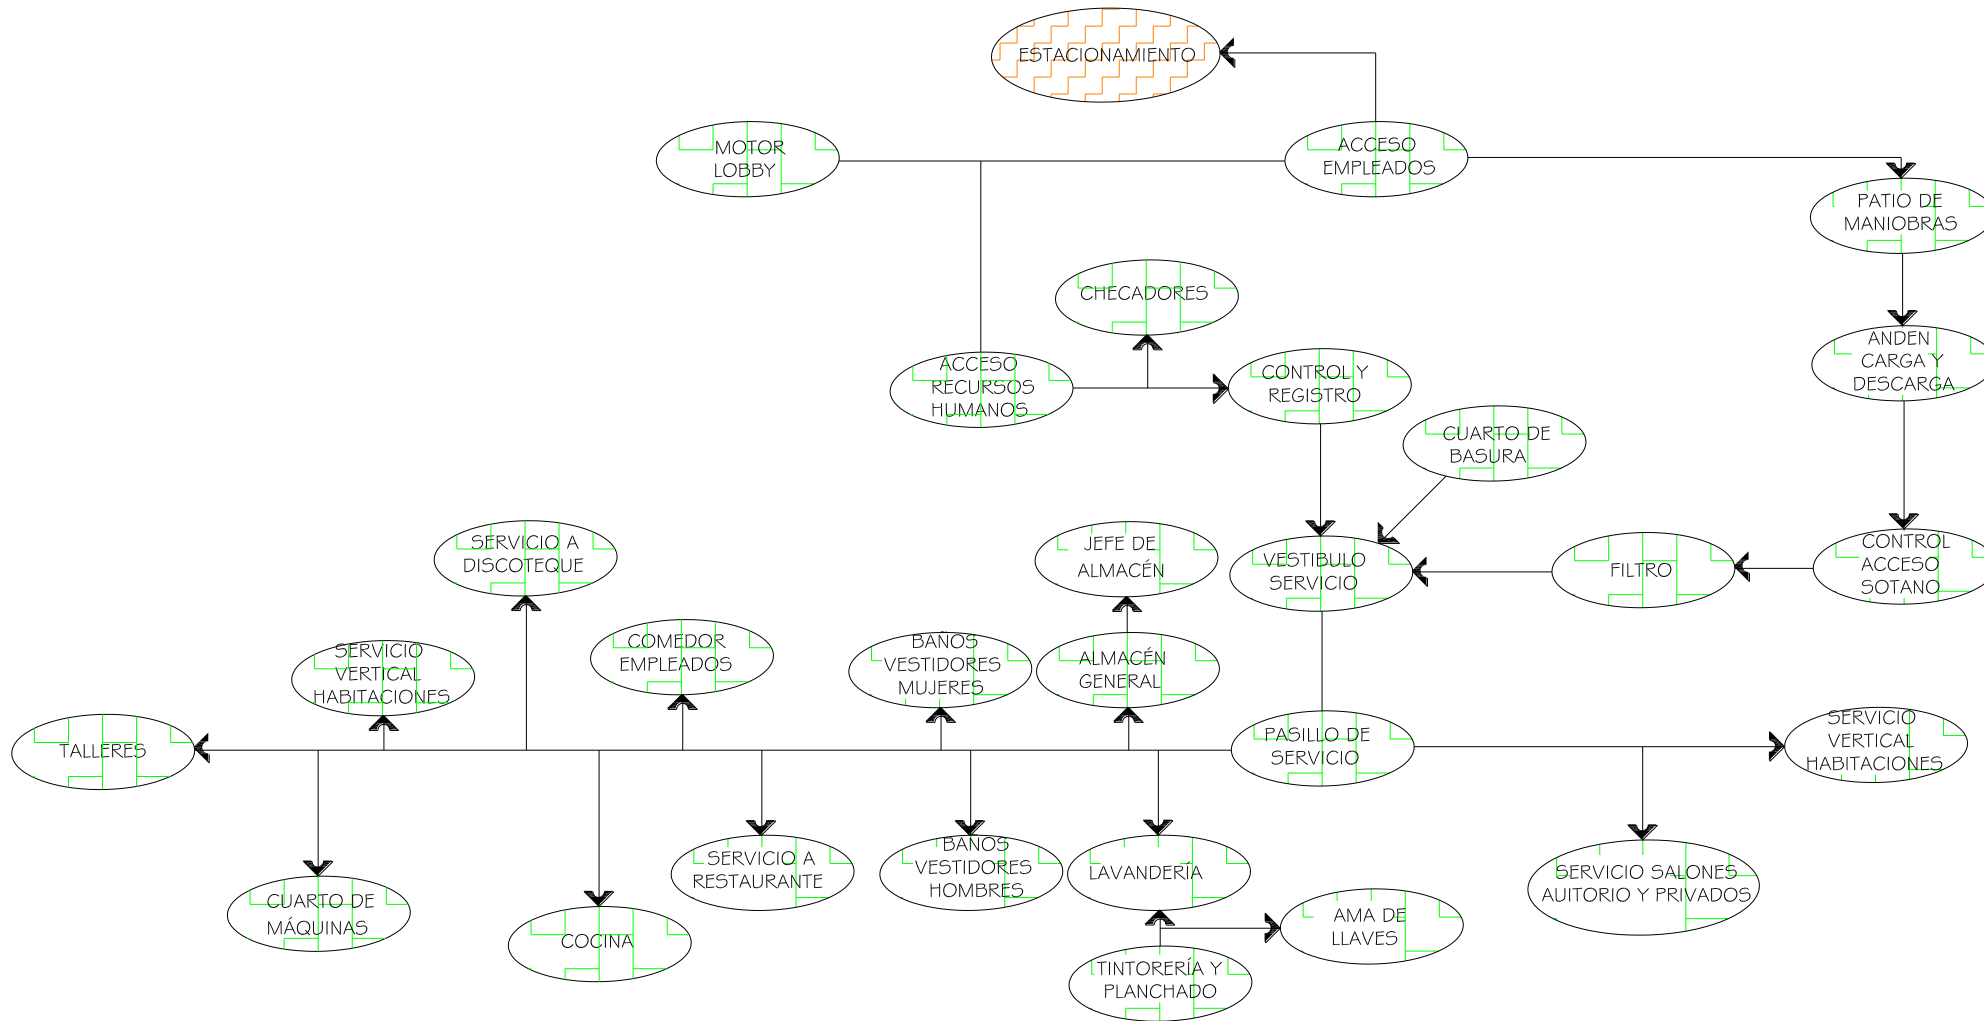 ESTACIONAMIENTO
MOTOR
LOBBY
ACCESO
EMPLEADOS
PATIO DE
MANIOBRAS
CHECADORES
ANDEN
CARGA Y
DESCARGA
ACCESO
RECURSOS
HUMANOS
CONTROL Y
REGISTRO
CUARTO DE
BASURA
SERVICIO A
DISCOTEQUE
JEFE DE
ALMACÉN
VESTIBULO
SERVICIO
FILTRO
CONTROL
ACCESO
SOTANO
SERVICIO
VERTICAL
HABITACIONES
COMEDOR
EMPLEADOS
BAÑOS
VESTIDORES
MUJERES
ALMACÉN
GENERAL
TALLERES
PASILLO DE
SERVICIO
SERVICIO
VERTICAL
HABITACIONES
CUARTO DE
MÁQUINAS
COCINA
SERVICIO A
RESTAURANTE
BAÑOS
VESTIDORES
HOMBRES
LAVANDERÍA
SERVICIO SALONES
AUITORIO Y PRIVADOS
AMA DE
LLAVES
TINTORERÍA Y
PLANCHADO